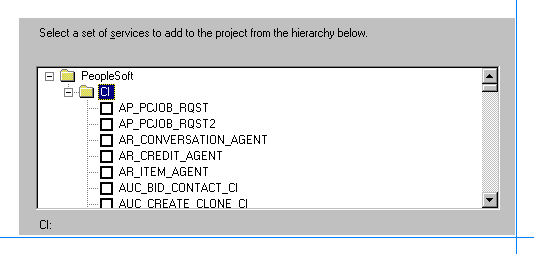 Select a set of services to add to the project from the hierarchy below.
PeopleSoft
CI
AP_PCJOB_RQST
AP_PCJOB_RQST2
AR_CONVERSATION_AGENT
AR_CREDIT_AGENT
AR_ITEM_AGENT
AUC_BID_CONTACT_CI
AUC_CREATE_CLONE_CI
CI: